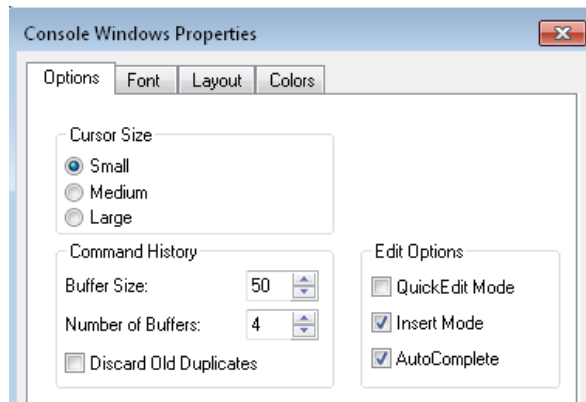 Console Windows Properties
Options Font Layout Colors
Cursor Size
Small
Medium
Large
Command History
Buffer Size: 50
Number of Buffers: 4
Discard Old Duplicates
Edit Options
QuickEdit Mode
Insert Mode
AutoComplete